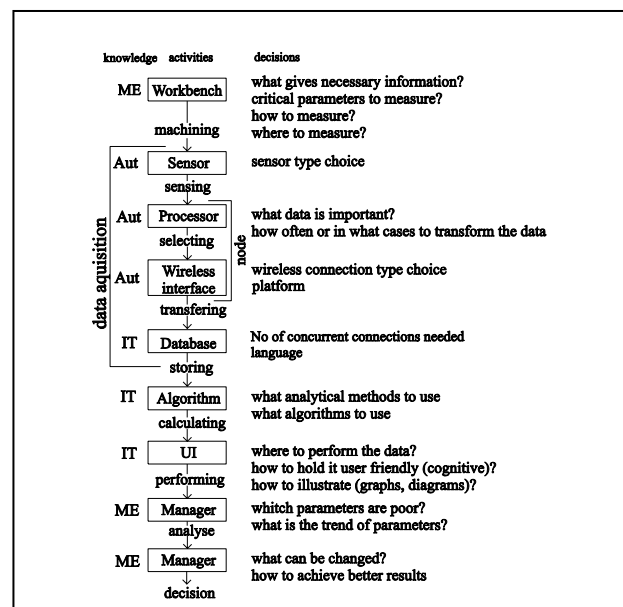 knowledge activities decisions
ME Workbench what gives necessary information?
critical parameters to measure?
how to measure?
machining where to measure?
Aut Sensor sensor type choice
sensing
Aut Processor what data is important?
selecting how often or in what cases to transform the data
node
data aquisition
Aut Wireless interface wireless connection type choice
platform
transfering
IT Database No of concurrent connections needed
language
storing
IT Algorithm what analytical methods to use
what algorithms to use
calculating
IT UI where to perform the data?
how to hold it user friendly (cognitive)?
performing how to illustrate (graphs, diagrams)?
ME Manager whitch parameters are poor?
analyse what is the trend of parameters?
ME Manager what can be changed?
how to achieve better results
decision